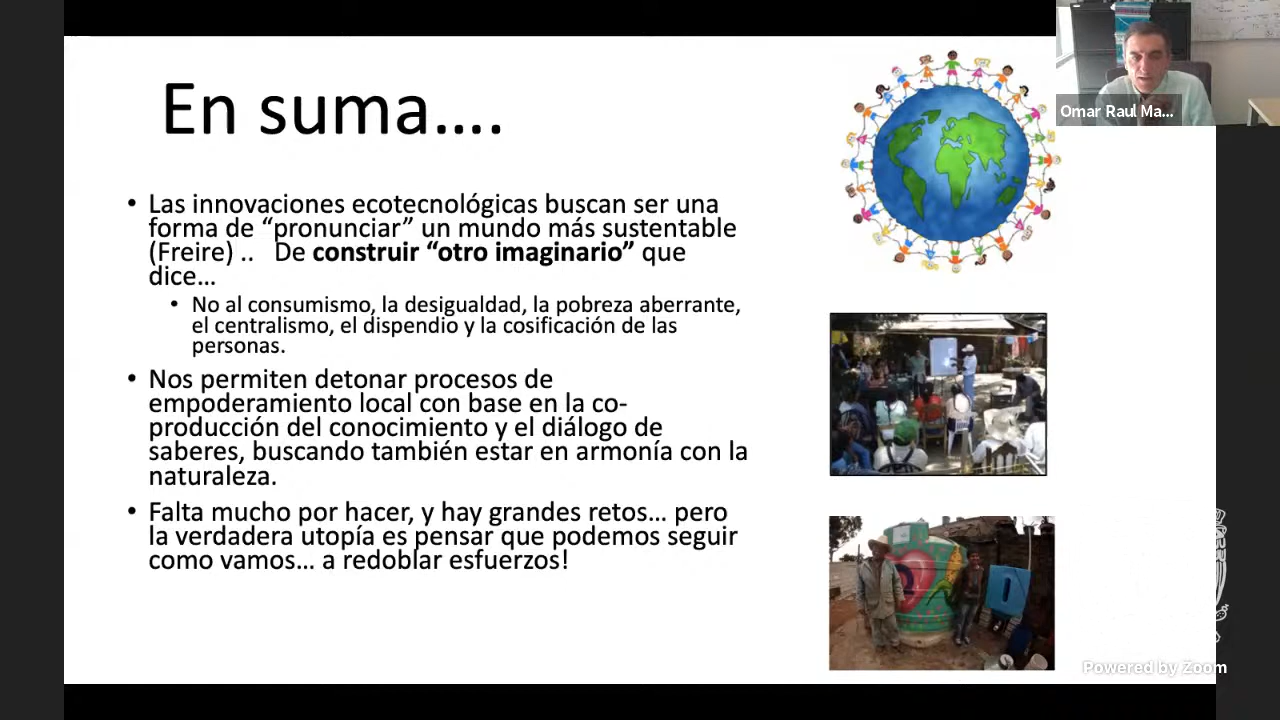 En suma….
• Las innovaciones ecotecnológicas buscan ser una
forma de “pronunciar” un mundo más sustentable
(Freire) .. De construir “otro imaginario” que
dice…
• No al consumismo, la desigualdad, la pobreza aberrante,
el centralismo, el dispendio y la cosificación de las
personas.
• Nos permiten detonar procesos de
empoderamiento local con base en la co-
producción del conocimiento y el diálogo de
saberes, buscando también estar en armonía con la
naturaleza.
• Falta mucho por hacer, y hay grandes retos… pero
la verdadera utopía es pensar que podemos seguir
como vamos… a redoblar esfuerzos!
Omar Raul Ma...
Powered by Zoom